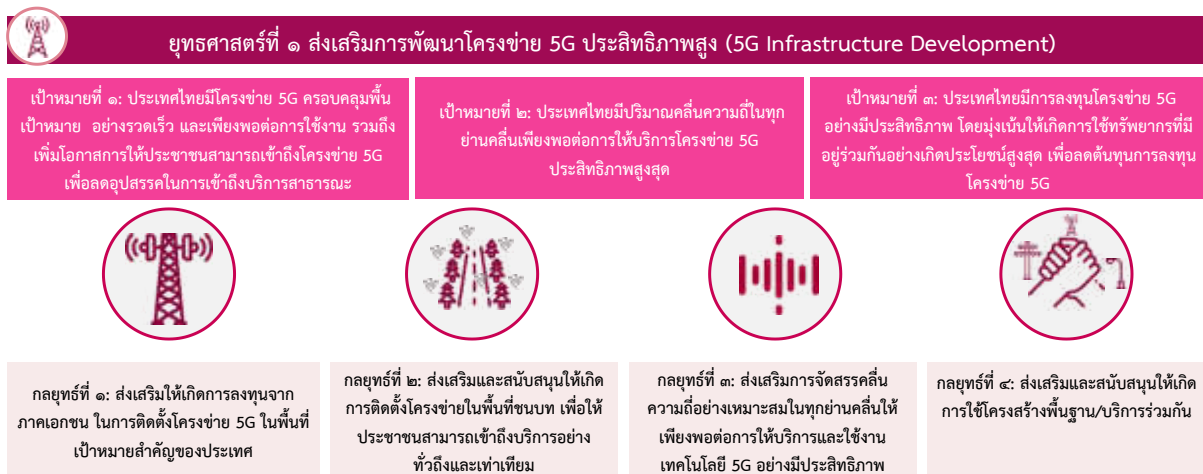 ยุทธศาสตร์ที่ ๑ ส่งเสริมการพัฒนาโครงข่าย 5G ประสิทธิภาพสูง (5G Infrastructure Development)
เป้าหมายที่ ๑: ประเทศไทยมีโครงข่าย 5G ครอบคลุมพื้น
เป้าหมาย อย่างรวดเร็ว และเพียงพอต่อการใช้งาน รวมถึง
เพิ่มโอกาสการให้ประชาชนสามารถเข้าถึงโครงข่าย 5G
เพื่อลดอุปสรรคในการเข้าถึงบริการสาธารณะ
เป้าหมายที่ ๒: ประเทศไทยมีปริมาณคลื่นความถี่ในทุก
ย่านคลื่นเพียงพอต่อการให้บริการโครงข่าย 5G
ประสิทธิภาพสูงสุด
เป้าหมายที่ ๓: ประเทศไทยมีการลงทุนโครงข่าย 5G
อย่างมีประสิทธิภาพ โดยมุ่งเน้นให้เกิดการใช้ทรัพยากรที่มี
อยู่ร่วมกันอย่างเกิดประโยชน์สูงสุด เพื่อลดต้นทุนการลงทุน
โครงข่าย 5G
กลยุทธ์ที่ ๑: ส่งเสริมให้เกิดการลงทุนจาก
ภาคเอกชน ในการติดตั้งโครงข่าย 5G ในพื้นที่
เป้าหมายสำคัญของประเทศ
กลยุทธ์ที่ ๒: ส่งเสริมและสนับสนุนให้เกิด
การติดตั้งโครงข่ายในพื้นที่ชนบท เพื่อให้
ประชาชนสามารถเข้าถึงบริการอย่าง
ทั่วถึงและเท่าเทียม
กลยุทธ์ที่ ๓: ส่งเสริมการจัดสรรคลื่น
ความถี่อย่างเหมาะสมในทุกย่านคลื่นให้
เพียงพอต่อการให้บริการและใช้งาน
เทคโนโลยี 5G อย่างมีประสิทธิภาพ
กลยุทธ์ที่ ๔: ส่งเสริมและสนับสนุนให้เกิด
การใช้โครงสร้างพื้นฐาน/บริการร่วมกัน